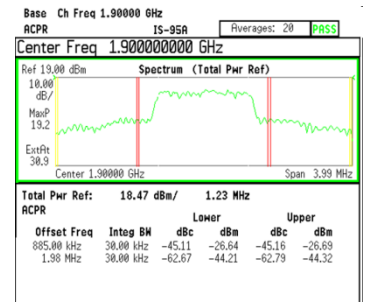 Base Ch Freq 1.90000 GHz
ACPR IS-95A Averages: 20 PASS
Center Freq 1.900000000 GHz
Ref 19.00 dBm Spectrum (Total Pwr Ref)
10.00
dB/
MaxP
19.2
ExtAt
30.9
Center 1.90000 GHz Span 3.99 MHz
Total Pwr Ref: 18.47 dBm/ 1.23 MHz
ACPR
Lower Upper
Offset Freq Integ BW dBc dBm dBc dBm
885.00 kHz 30.00 kHz -45.11 -26.64 -45.16 -26.69
1.98 MHz 30.00 kHz -62.67 -44.21 -62.79 -44.32